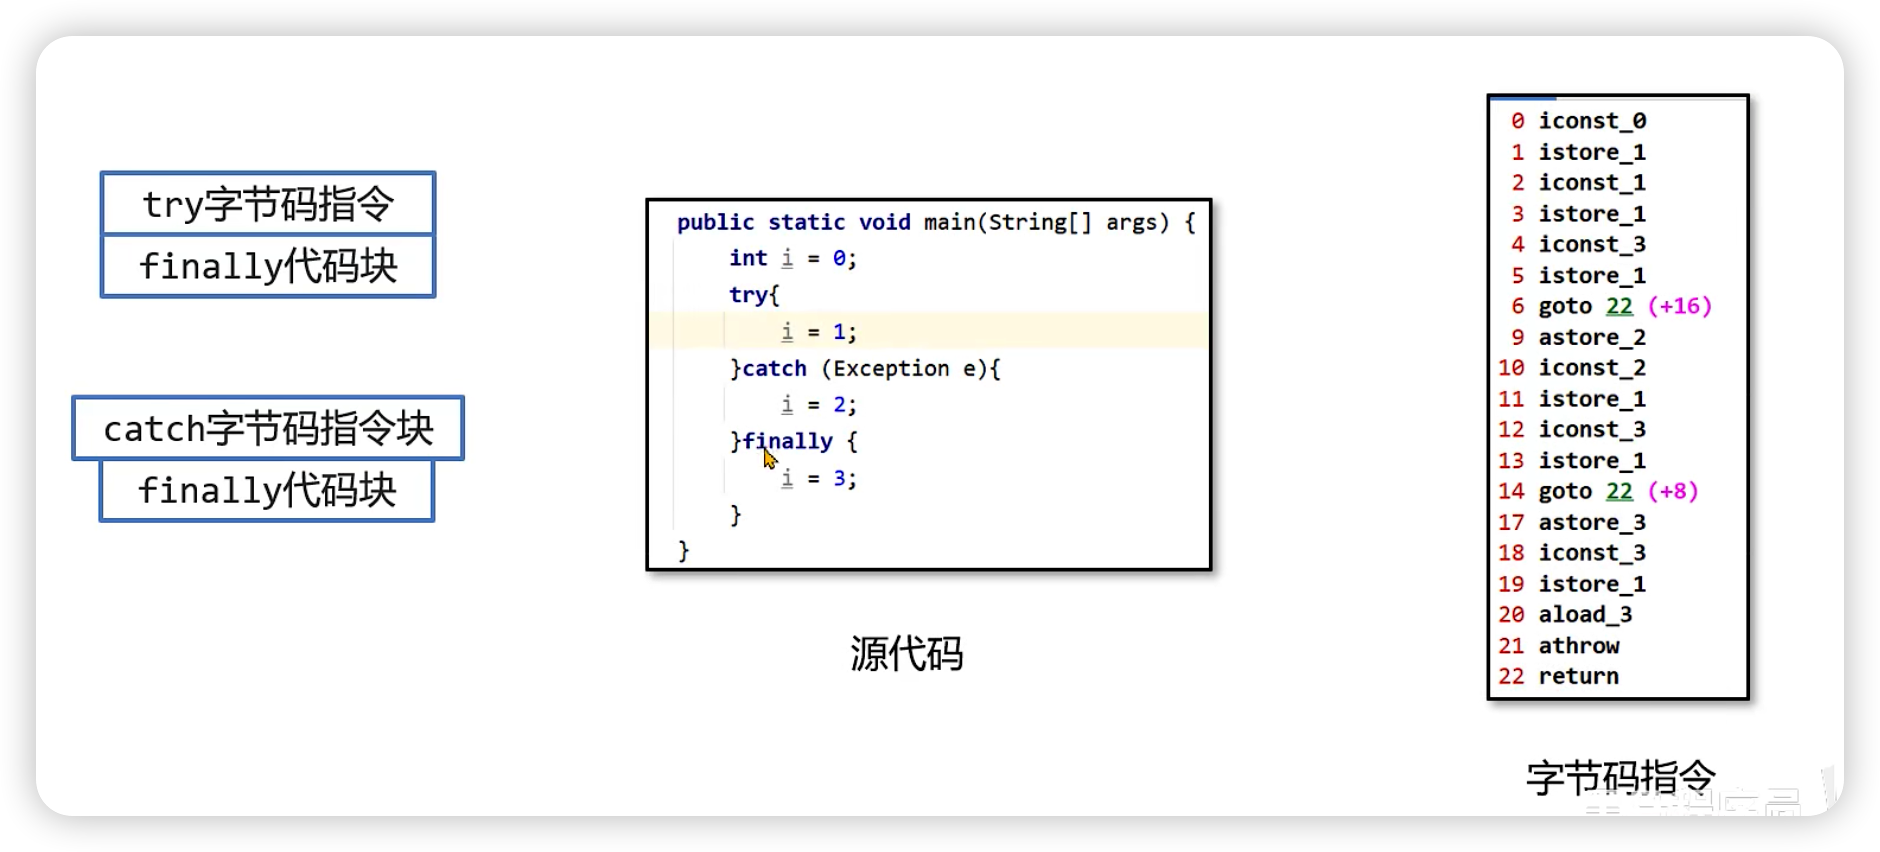 try字节码指令
finally代码块
catch字节码指令块
finally代码块
public static void main(String[] args) {
int i = 0;
try{
i = 1;
}catch (Exception e){
i = 2;
}finally {
i = 3;
}
}
源代码
0 iconst_0
1 istore_1
2 iconst_1
3 istore_1
4 iconst_3
5 istore_1
6 goto 22 (+16)
9 astore_2
10 iconst_2
11 istore_1
12 iconst_3
13 istore_1
14 goto 22 (+8)
17 astore_3
18 iconst_3
19 istore_1
20 aload_3
21 athrow
22 return
字节码指令